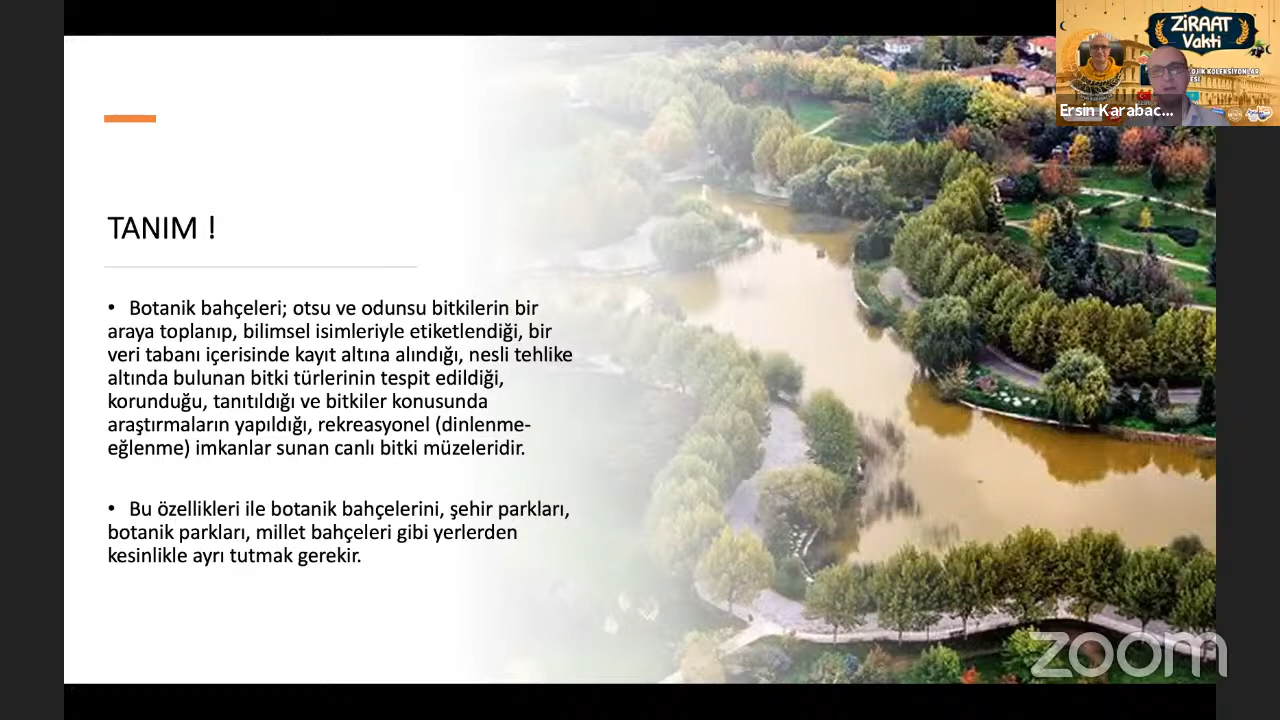 ZİRAAT
Vakti
OJİK KOLEKSİYONLAR
Ersin Karabac...
TANIM !
• Botanik bahçeleri; otsu ve odunsu bitkilerin bir
araya toplanıp, bilimsel isimleriyle etiketlendiği, bir
veri tabanı içerisinde kayıt altına alındığı, nesli tehlike
altında bulunan bitki türlerinin tespit edildiği,
korunduğu, tanıtıldığı ve bitkiler konusunda
araştırmaların yapıldığı, rekreasyonel (dinlenme-
eğlenme) imkanlar sunan canlı bitki müzeleridir.
• Bu özellikleri ile botanik bahçelerini, şehir parkları,
botanik parkları, millet bahçeleri gibi yerlerden
kesinlikle ayrı tutmak gerekir.
zoom